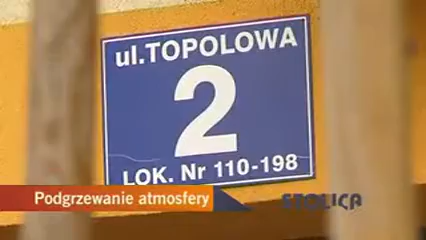 ul.TOPOLOWA
2
LOK. Nr 110-198
Podgrzewanie atmosfery
STOLICA